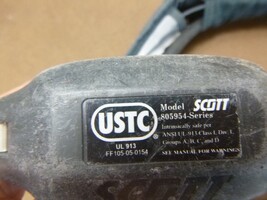 USTC
UL 913
FF105-05-0154
Model SCOTT
805954-Series
Intrinsically safe per
ANSI/UL 913 Class I, Div. 1,
Groups A, B, C, and D
SEE MANUAL FOR WARNINGS
SCOTT